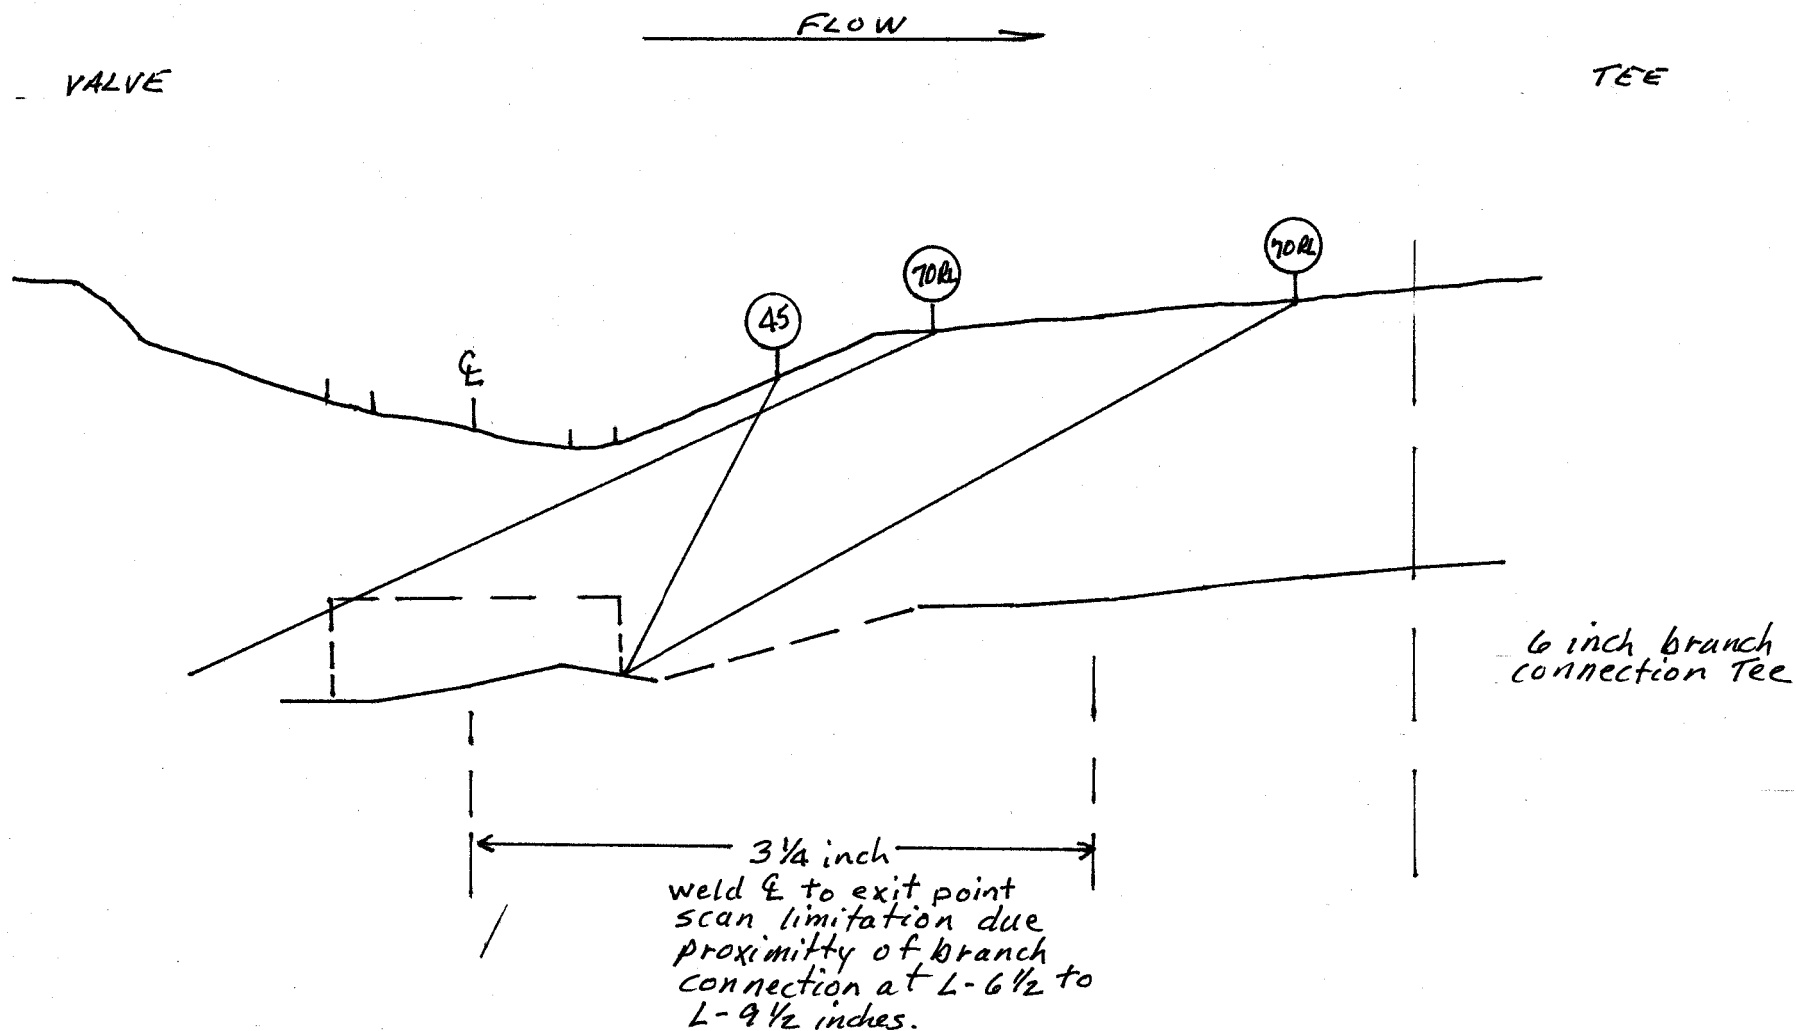 FLOW
VALVE
TEE
℄
45
70RL
70RL
6 inch branch
connection Tee
3 1/4 inch
weld ℄ to exit point
scan limitation due
proximitty of branch
connection at L-6 1/2 to
L-9 1/2 inches.